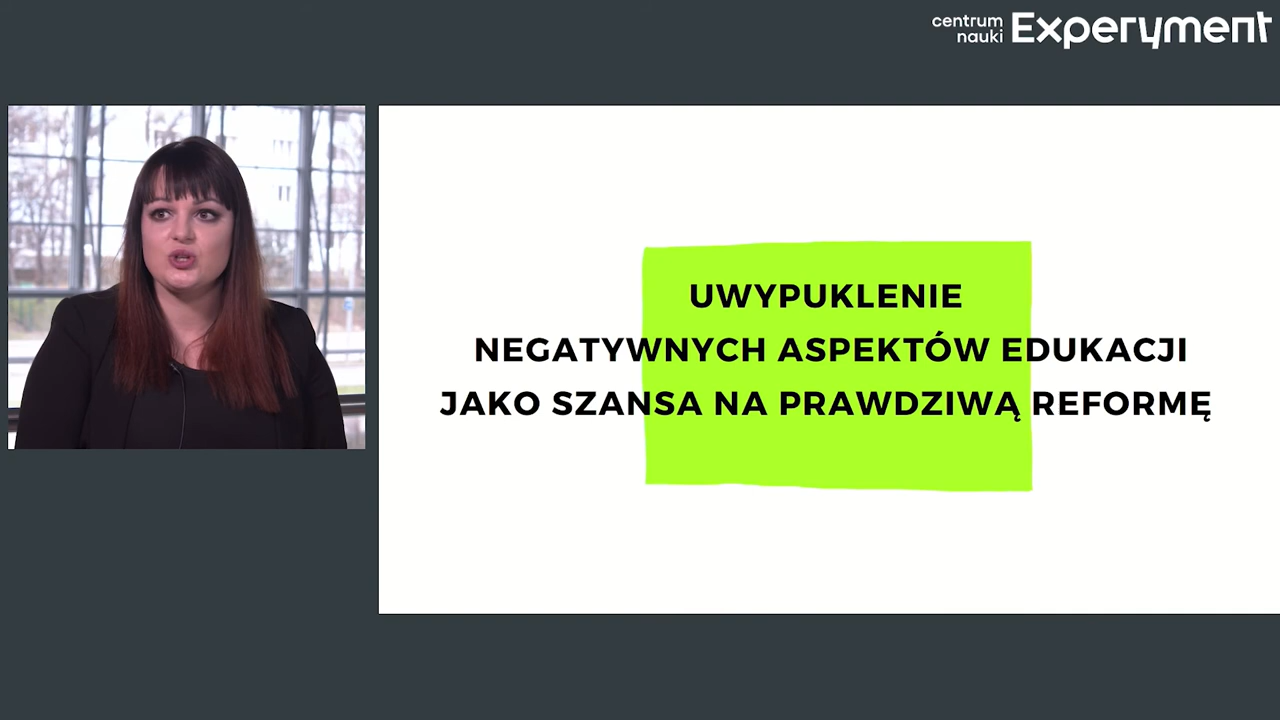 centrum
nauki Experyment
UWYPUKLENIE
NEGATYWNYCH ASPEKTÓW EDUKACJI
JAKO SZANSA NA PRAWDZIWĄ REFORMĘ